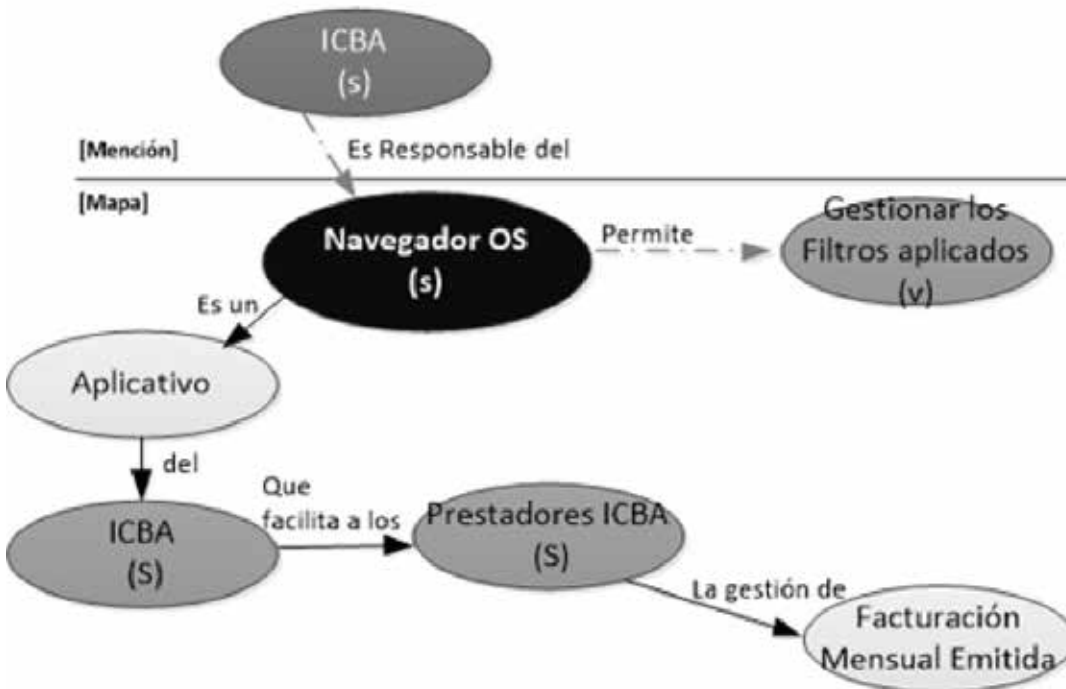 ICBA
(s)
[Mención]
Es Responsable del
[Mapa]
Navegador OS
(s)
Permite
Gestionar los
Filtros aplicados
(v)
Es un
Aplicativo
del
ICBA
(S)
Que
facilita a los
Prestadores ICBA
(S)
La gestión de
Facturación
Mensual Emitida